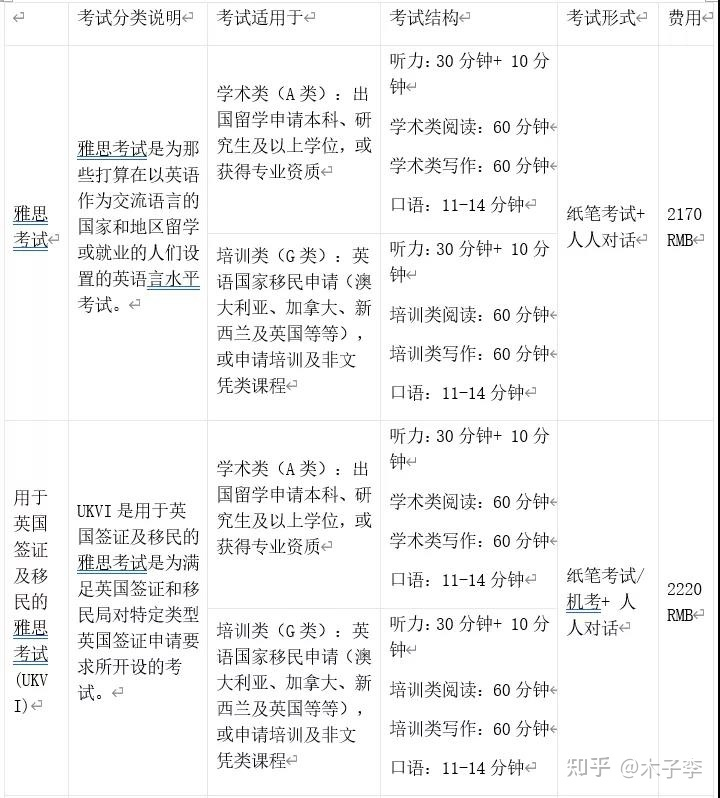 考试分类说明 考试适用于 考试结构 考试形式 费用
雅思
考试
雅思考试是为那
些打算在以英语
作为交流语言的
国家和地区留学
或就业的人们设
置的英语言水平
考试。
学术类（A 类）：出
国留学申请本科、研
究生及以上学位，或
获得专业资质
听力：30 分钟+ 10 分
钟
学术类阅读：60 分钟
学术类写作：60 分钟
口语：11-14 分钟
培训类（G 类）：英
语国家移民申请（澳
大利亚、加拿大、新
西兰及英国等等），
或申请培训及非文
凭类课程
听力：30 分钟+ 10 分
钟
培训类阅读：60 分钟
培训类写作：60 分钟
口语：11-14 分钟
纸笔考试+
人人对话
2170
RMB
用于
英国
签证
及移
民的
雅思
考试
(UKV
I)
UKVI 是用于英
国签证及移民的
雅思考试是为满
足英国签证和移
民局对特定类型
英国签证申请要
求所开设的考
试。
学术类（A 类）：出
国留学申请本科、研
究生及以上学位，或
获得专业资质
听力：30 分钟+ 10 分
钟
学术类阅读：60 分钟
学术类写作：60 分钟
口语：11-14 分钟
培训类（G 类）：英
语国家移民申请（澳
大利亚、加拿大、新
西兰及英国等等），
或申请培训及非文
凭类课程
听力：30 分钟+ 10 分
钟
培训类阅读：60 分钟
培训类写作：60 分钟
口语：11-14 分钟
纸笔考试/
机考+ 人
人对话
2220
RMB
知乎 @木子李